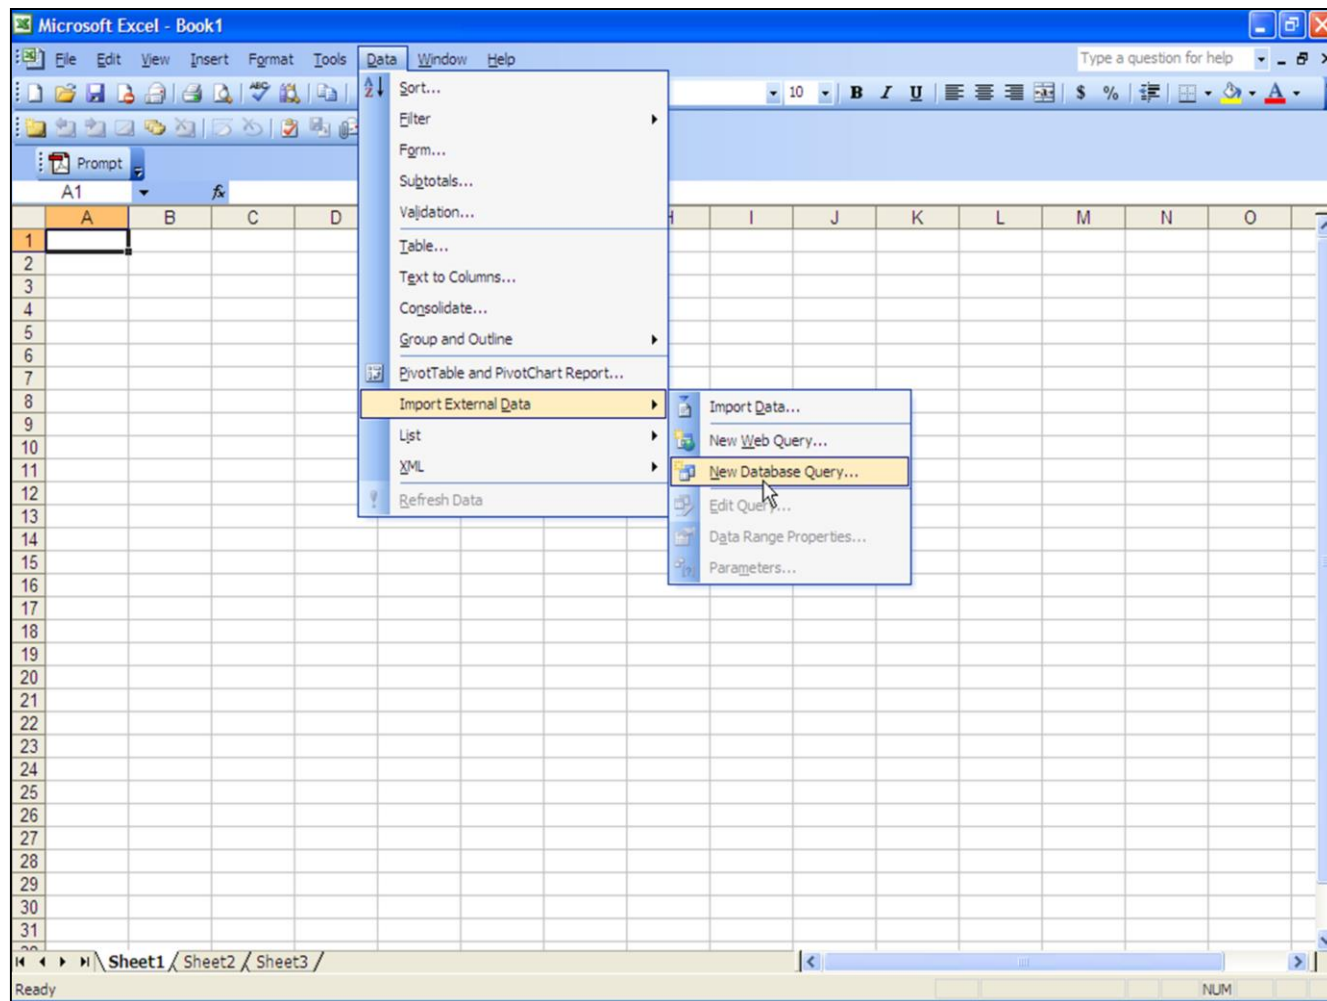 Microsoft Excel - Book1
File Edit View Insert Format Tools Data Window Help Type a question for help
10 B I U $ %
Prompt
A1 fx
A B C D H I J K L M N O
Sort...
Filter
Form...
Subtotals...
Validation...
Table...
Text to Columns...
Consolidate...
Group and Outline
PivotTable and PivotChart Report...
Import External Data
List
XML
Refresh Data
Import Data...
New Web Query...
New Database Query...
Edit Query...
Data Range Properties...
Parameters...
1
2
3
4
5
6
7
8
9
10
11
12
13
14
15
16
17
18
19
20
21
22
23
24
25
26
27
28
29
30
31
Sheet1 Sheet2 Sheet3
Ready NUM